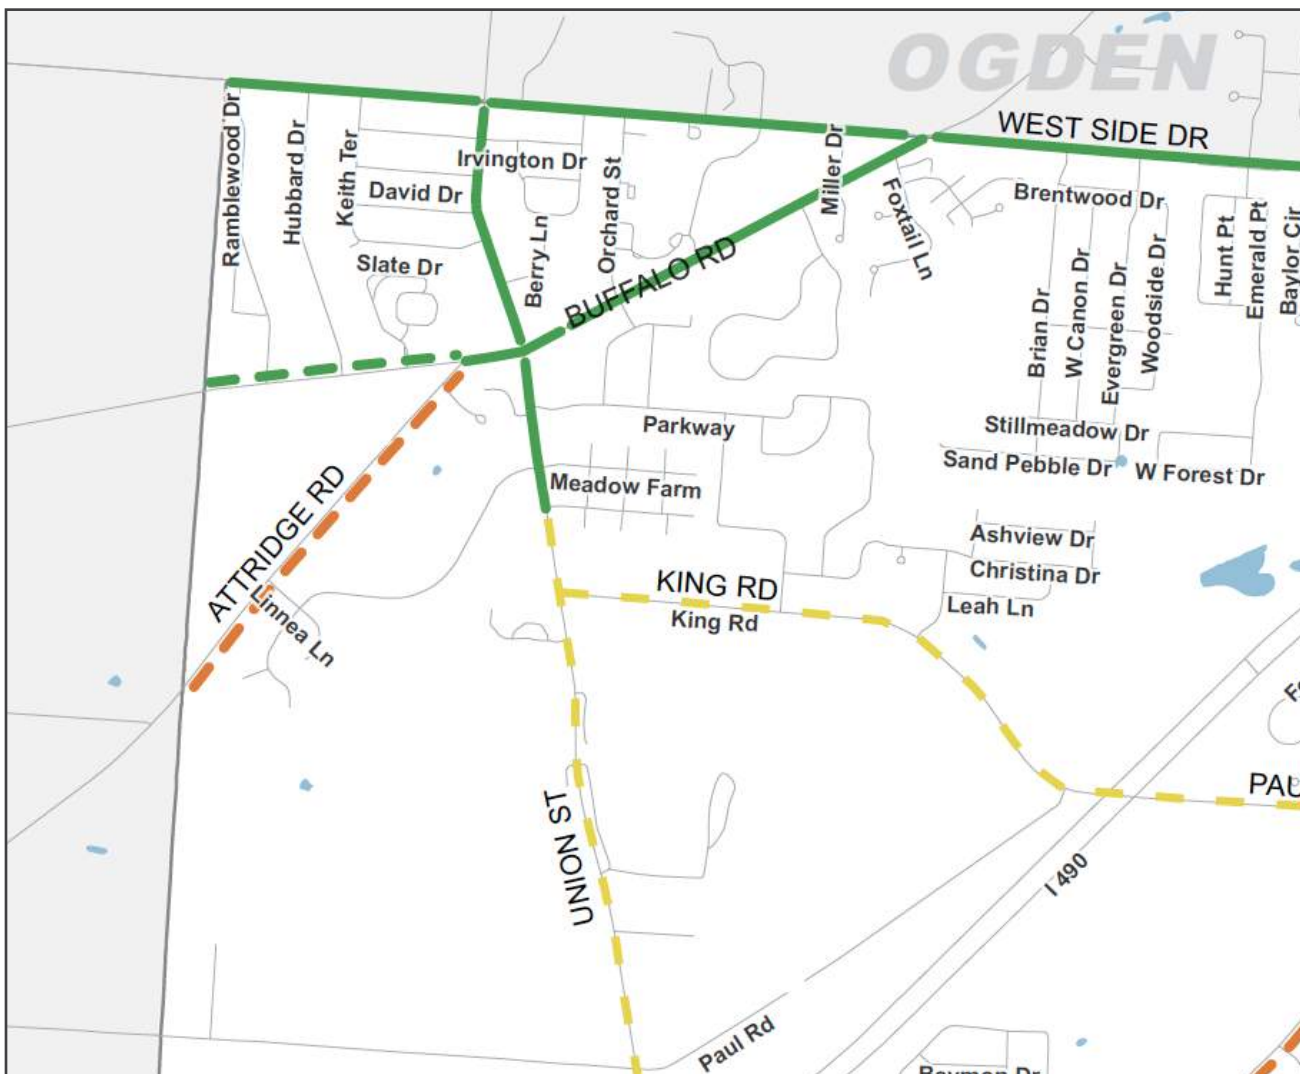 OGDEN
WEST SIDE DR
Ramblewood Dr
Hubbard Dr
Keith Ter
Irvington Dr
David Dr
Orchard St
Miller Dr
Foxtail Ln
Brentwood Dr
Slate Dr
Berry Ln
BUFFALO RD
Brian Dr
W Canon Dr
Evergreen Dr
Woodside Dr
Hunt Pt
Emerald Pt
Baylor Cir
Parkway
Stillmeadow Dr
Sand Pebble Dr
W Forest Dr
Meadow Farm
ATTRIDGE RD
Linnea Ln
Ashview Dr
Christina Dr
Leah Ln
KING RD
King Rd
PAU
UNION ST
I 490
Paul Rd